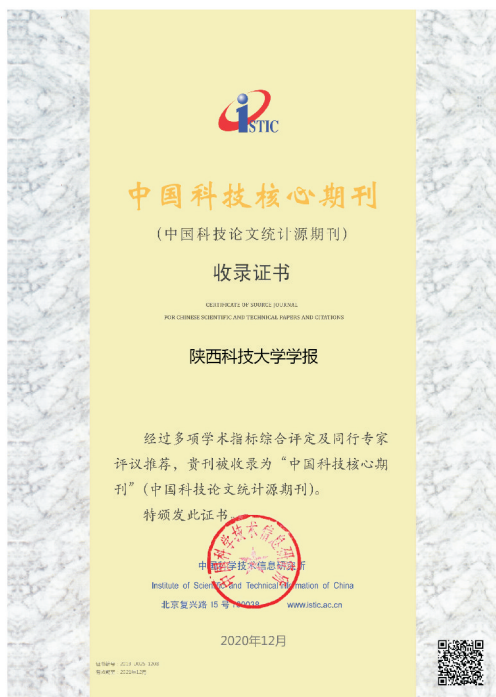 ISTIC
中国科技核心期刊
(中国科技论文统计源期刊)
收录证书
CERTIFICATE OF SOURCE JOURNAL
FOR CHINESE SCIENTIFIC AND TECHNICAL PAPERS AND CITATIONS
陕西科技大学学报
经过多项学术指标综合评定及同行专家
评议推荐，贵刊被收录为“中国科技核心期
刊”(中国科技论文统计源期刊)。
特颁发此证书。
中国科学技术信息研究所
Institute of Scientific and Technical Information of China
北京复兴路 15 号 100038 www.istic.ac.cn
2020年12月